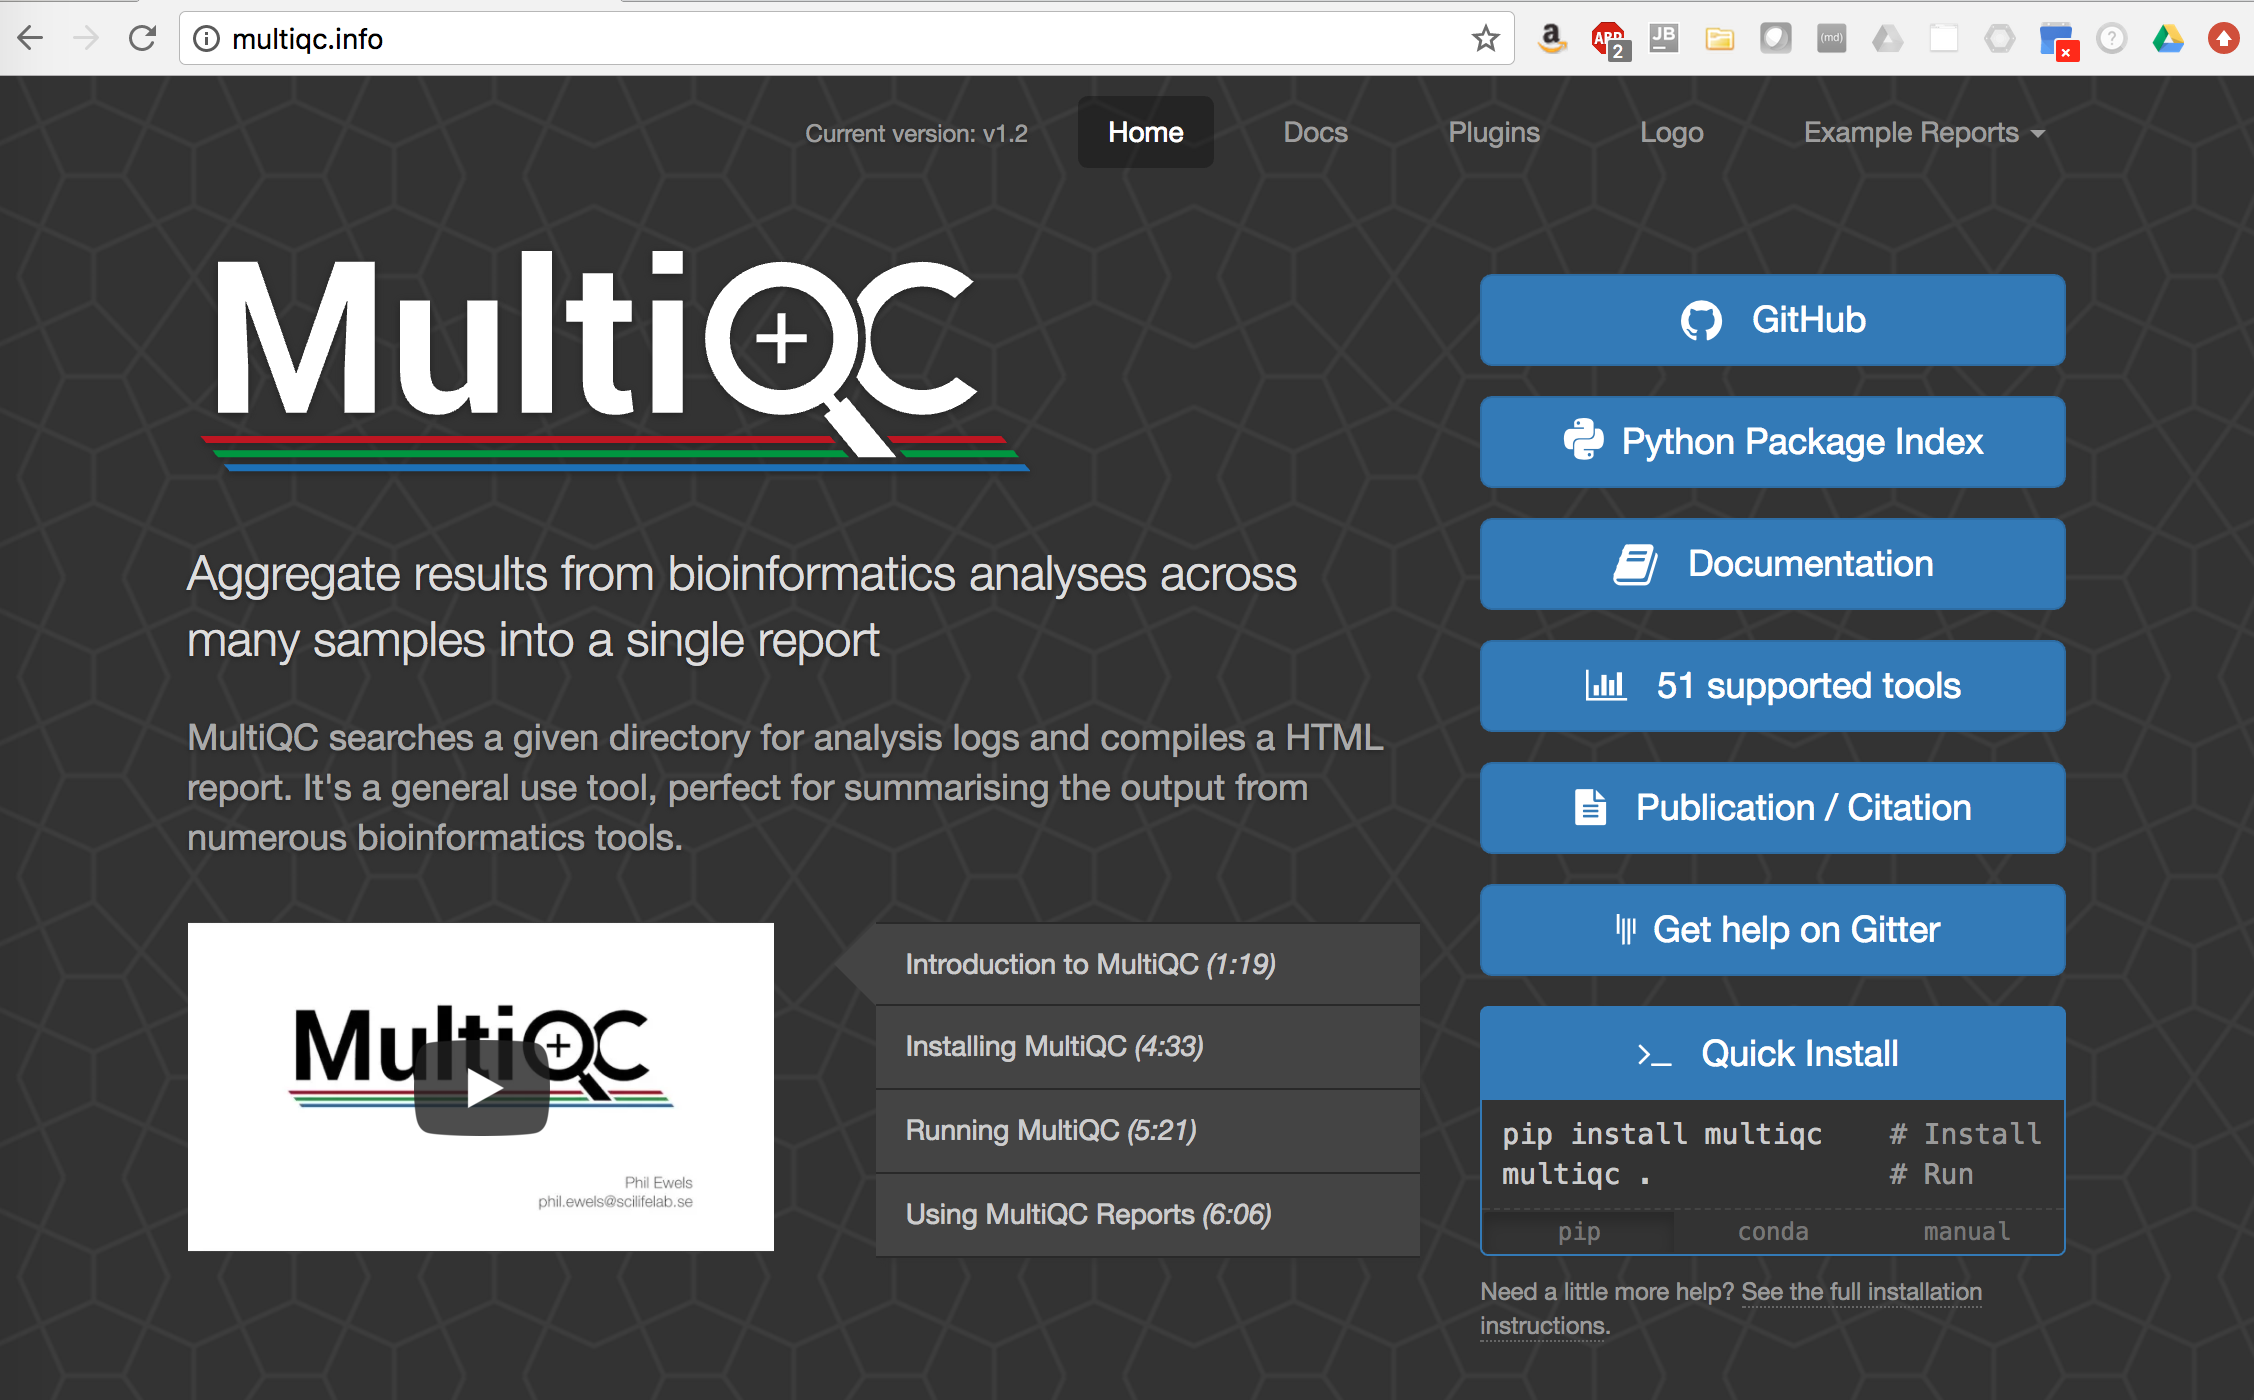 multiqc.info
a
ABP
2
JB
(md)
?
Current version: v1.2
Home
Docs
Plugins
Logo
Example Reports
MultiQC
Aggregate results from bioinformatics analyses across
many samples into a single report
MultiQC searches a given directory for analysis logs and compiles a HTML
report. It's a general use tool, perfect for summarising the output from
numerous bioinformatics tools.
MultiQC
Phil Ewels
phil.ewels@scilifelab.se
Introduction to MultiQC (1:19)
Installing MultiQC (4:33)
Running MultiQC (5:21)
Using MultiQC Reports (6:06)
GitHub
Python Package Index
Documentation
51 supported tools
Publication / Citation
Get help on Gitter
>_ Quick Install
pip install multiqc # Install
multiqc . # Run
pip conda manual
Need a little more help? See the full installation
instructions.